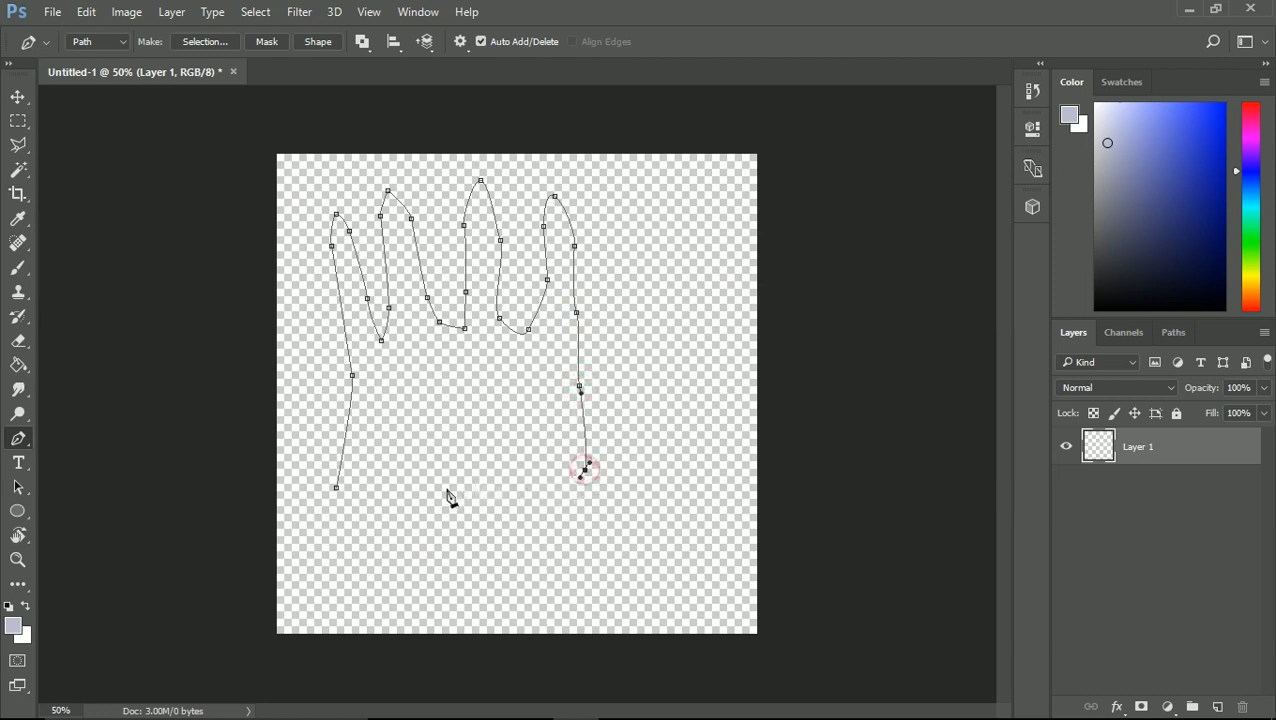 Ps File Edit Image Layer Type Select Filter 3D View Window Help
Path Make: Selection... Mask Shape Auto Add/Delete Align Edges
Untitled-1 @ 50% (Layer 1, RGB/8) *
Color Swatches
Layers Channels Paths
Kind
Normal Opacity: 100%
Lock: Fill: 100%
Layer 1
50% Doc: 3.00M/0 bytes
fx